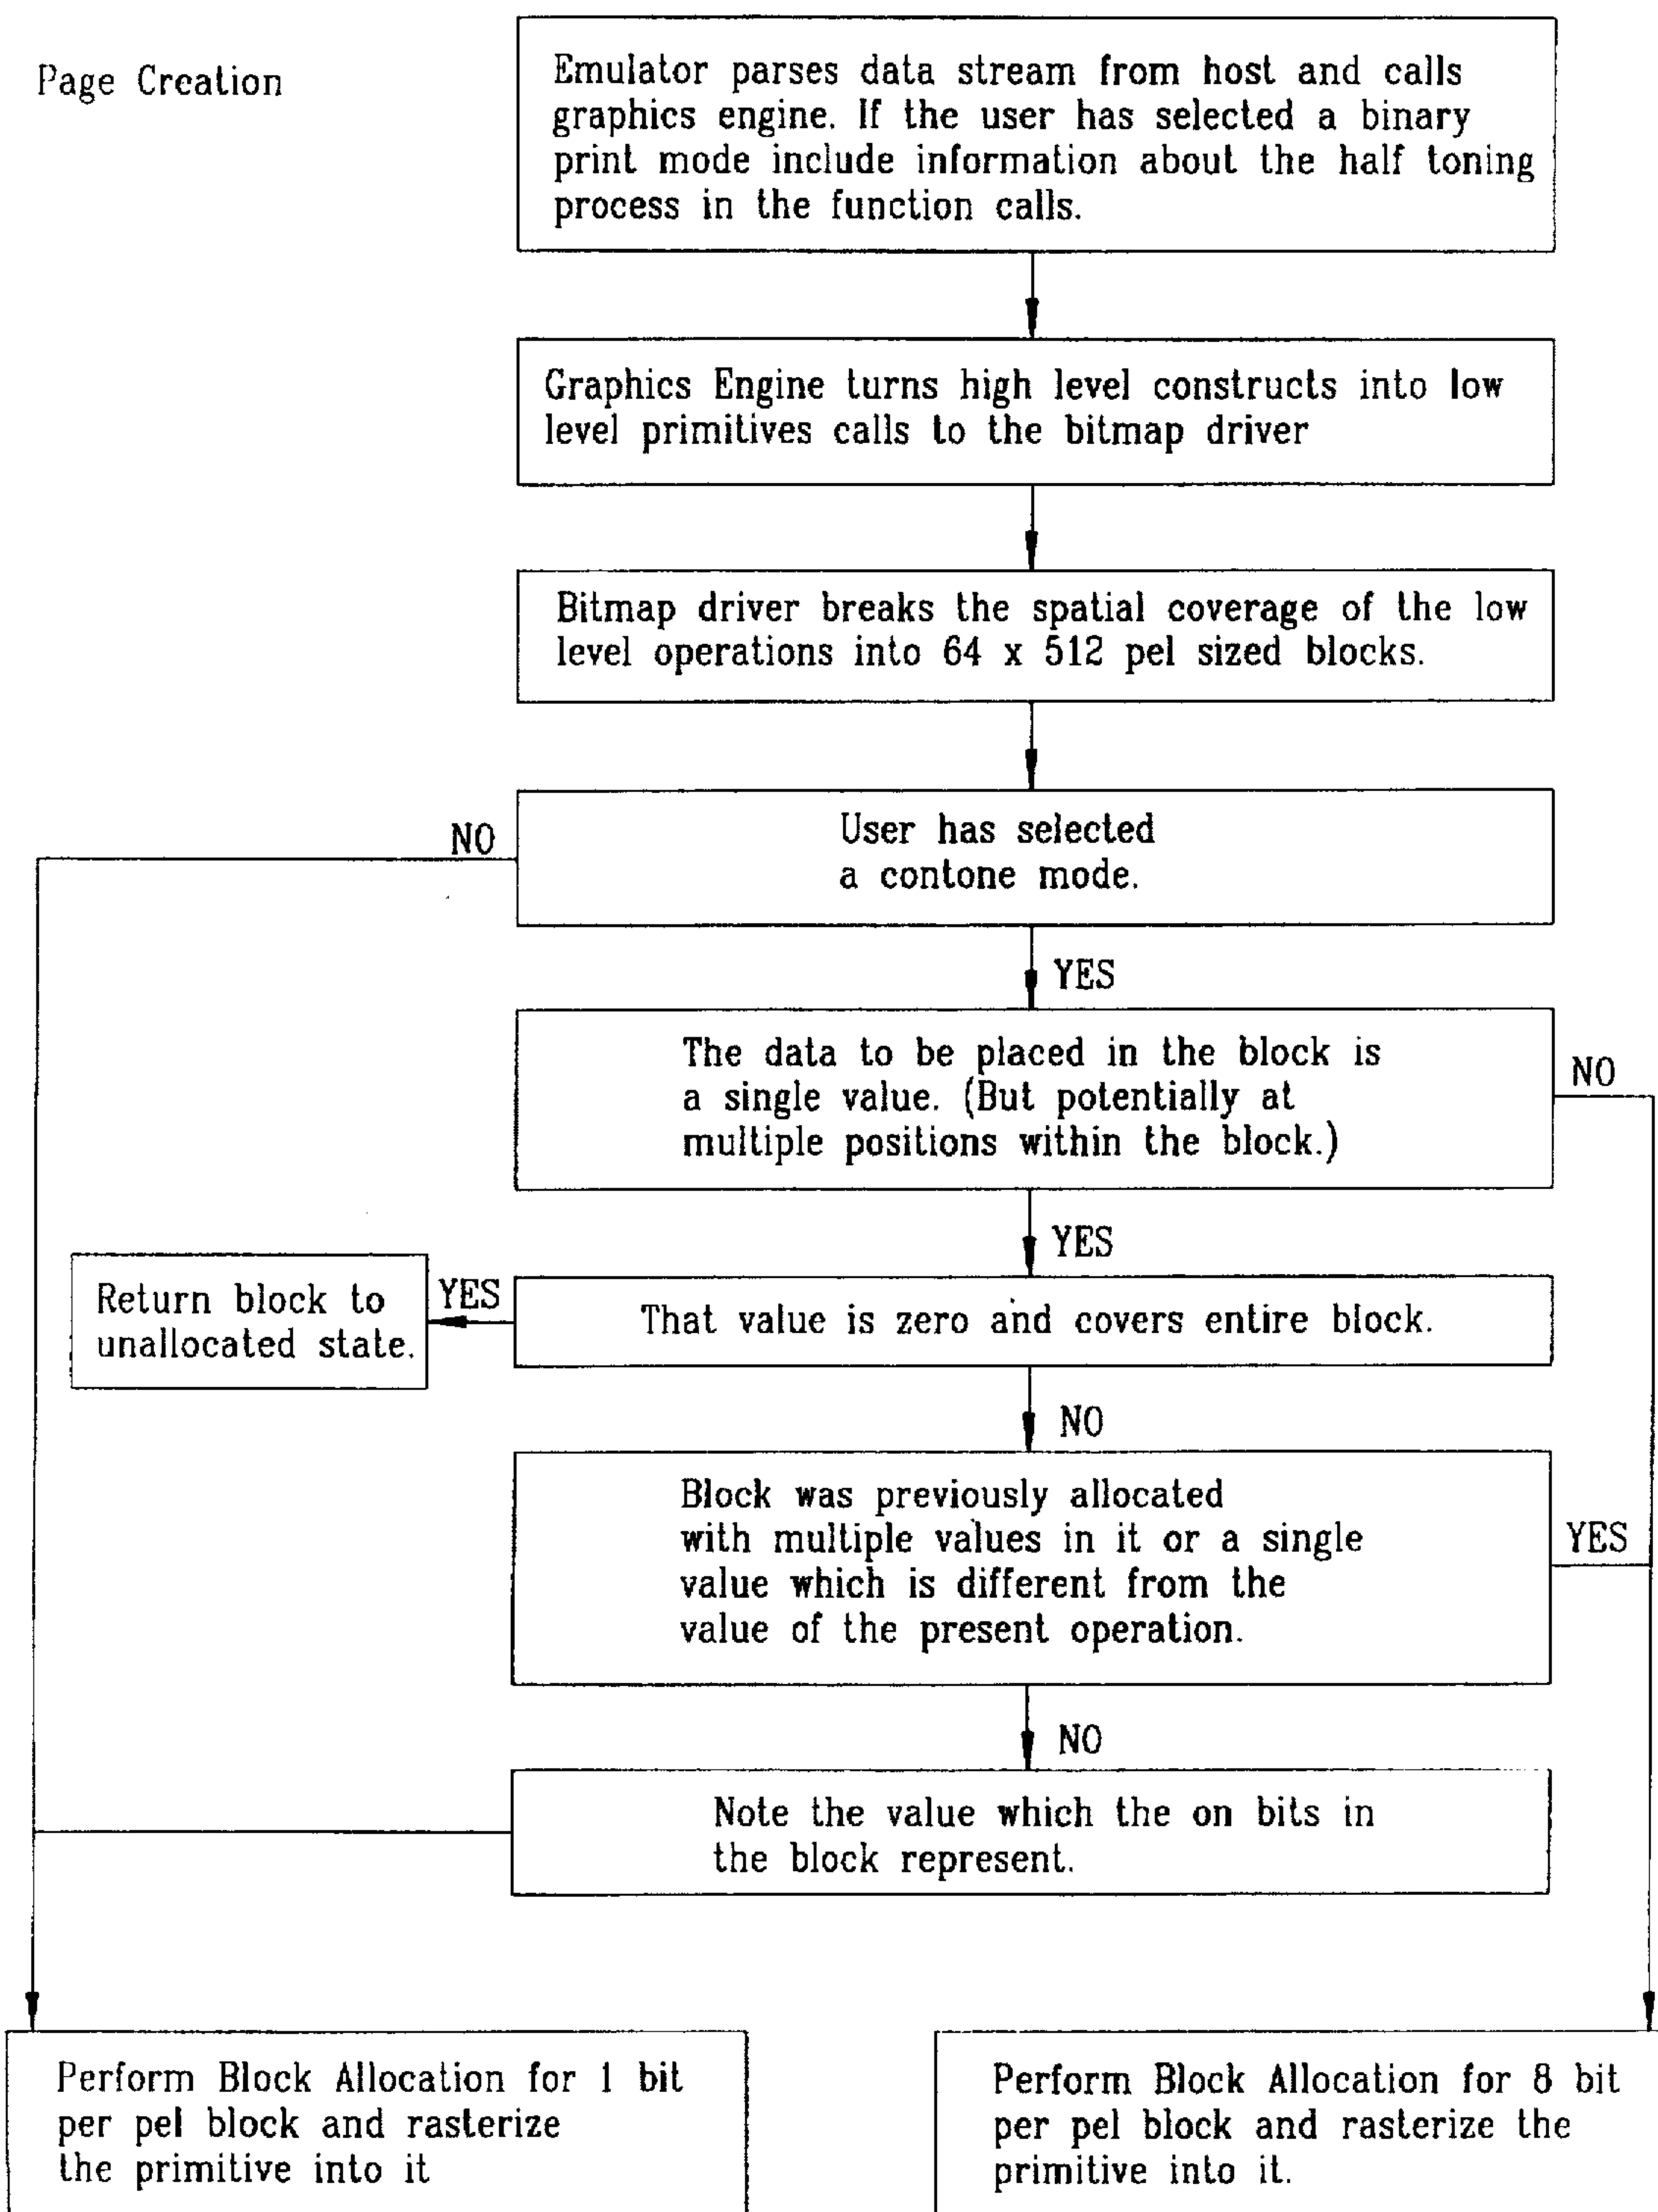 Page Creation
Emulator parses data stream from host and calls
graphics engine. If the user has selected a binary
print mode include information about the half toning
process in the function calls.
Graphics Engine turns high level constructs into low
level primitives calls to the bitmap driver
Bitmap driver breaks the spatial coverage of the low
level operations into 64 x 512 pel sized blocks.
NO
User has selected
a contone mode.
YES
The data to be placed in the block is
a single value. (But potentially at
multiple positions within the block.)
NO
YES
Return block to
unallocated state.
YES
That value is zero and covers entire block.
NO
Block was previously allocated
with multiple values in it or a single
value which is different from the
value of the present operation.
YES
NO
Note the value which the on bits in
the block represent.
Perform Block Allocation for 1 bit
per pel block and rasterize
the primitive into it
Perform Block Allocation for 8 bit
per pel block and rasterize the
primitive into it.